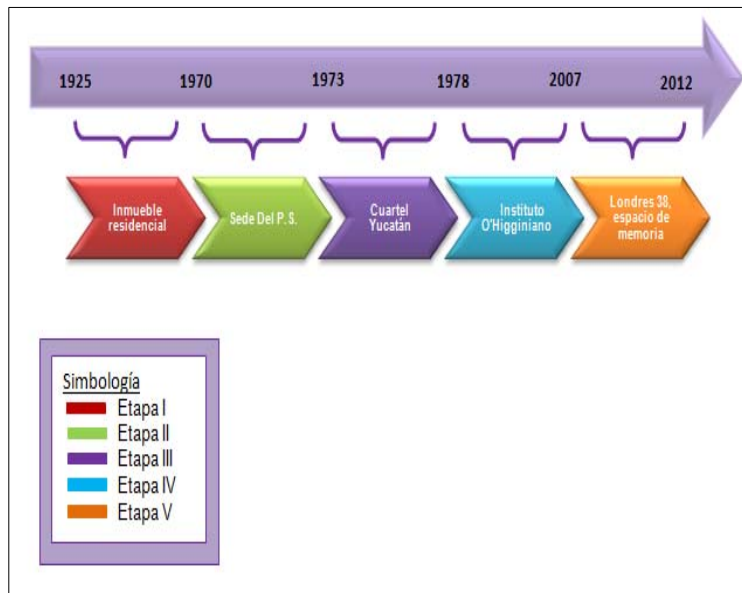 1925 1970 1973 1978 2007 2012
Inmueble
residencial
Sede Del P. S.
Cuartel
Yucatán
Instituto
O'Higginiano
Londres 38,
espacio de
memoria
Simbología
Etapa I
Etapa II
Etapa III
Etapa IV
Etapa V